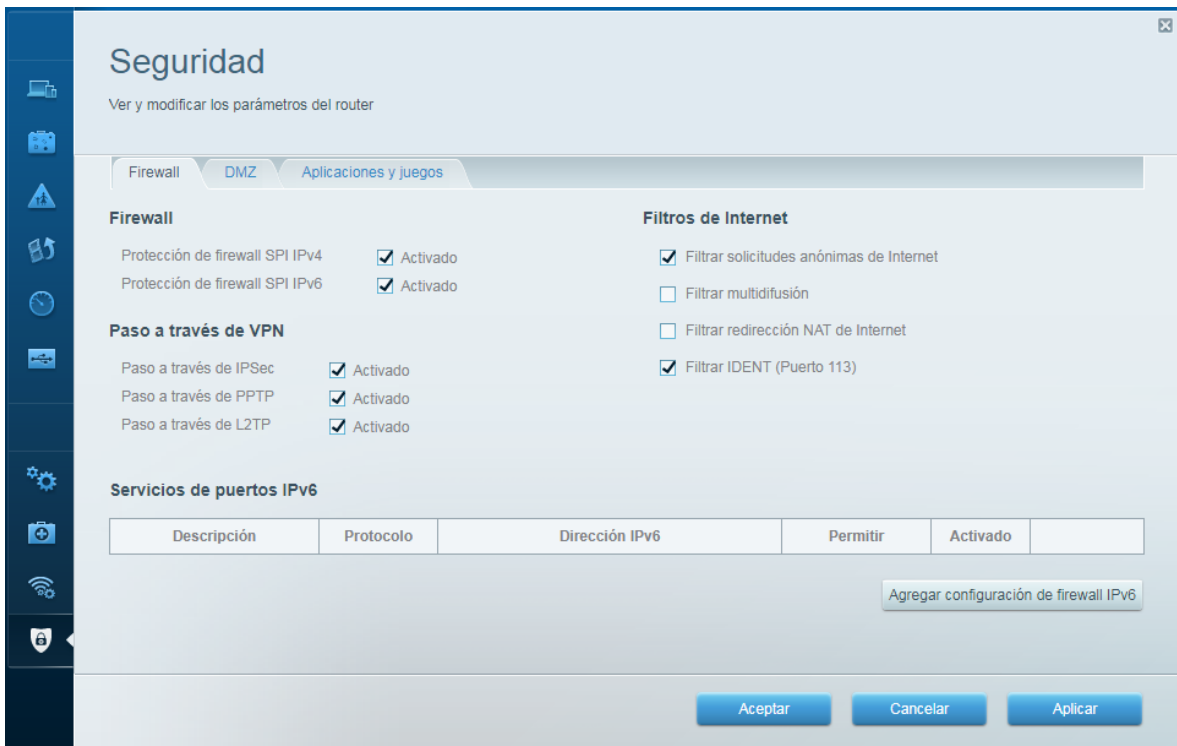 Seguridad
Ver y modificar los parámetros del router
Firewall DMZ Aplicaciones y juegos
Firewall
Protección de firewall SPI IPv4 Activado
Protección de firewall SPI IPv6 Activado
Paso a través de VPN
Paso a través de IPSec Activado
Paso a través de PPTP Activado
Paso a través de L2TP Activado
Filtros de Internet
Filtrar solicitudes anónimas de Internet
Filtrar multidifusión
Filtrar redirección NAT de Internet
Filtrar IDENT (Puerto 113)
Servicios de puertos IPv6
Descripción Protocolo Dirección IPv6 Permitir Activado
Agregar configuración de firewall IPv6
Aceptar Cancelar Aplicar